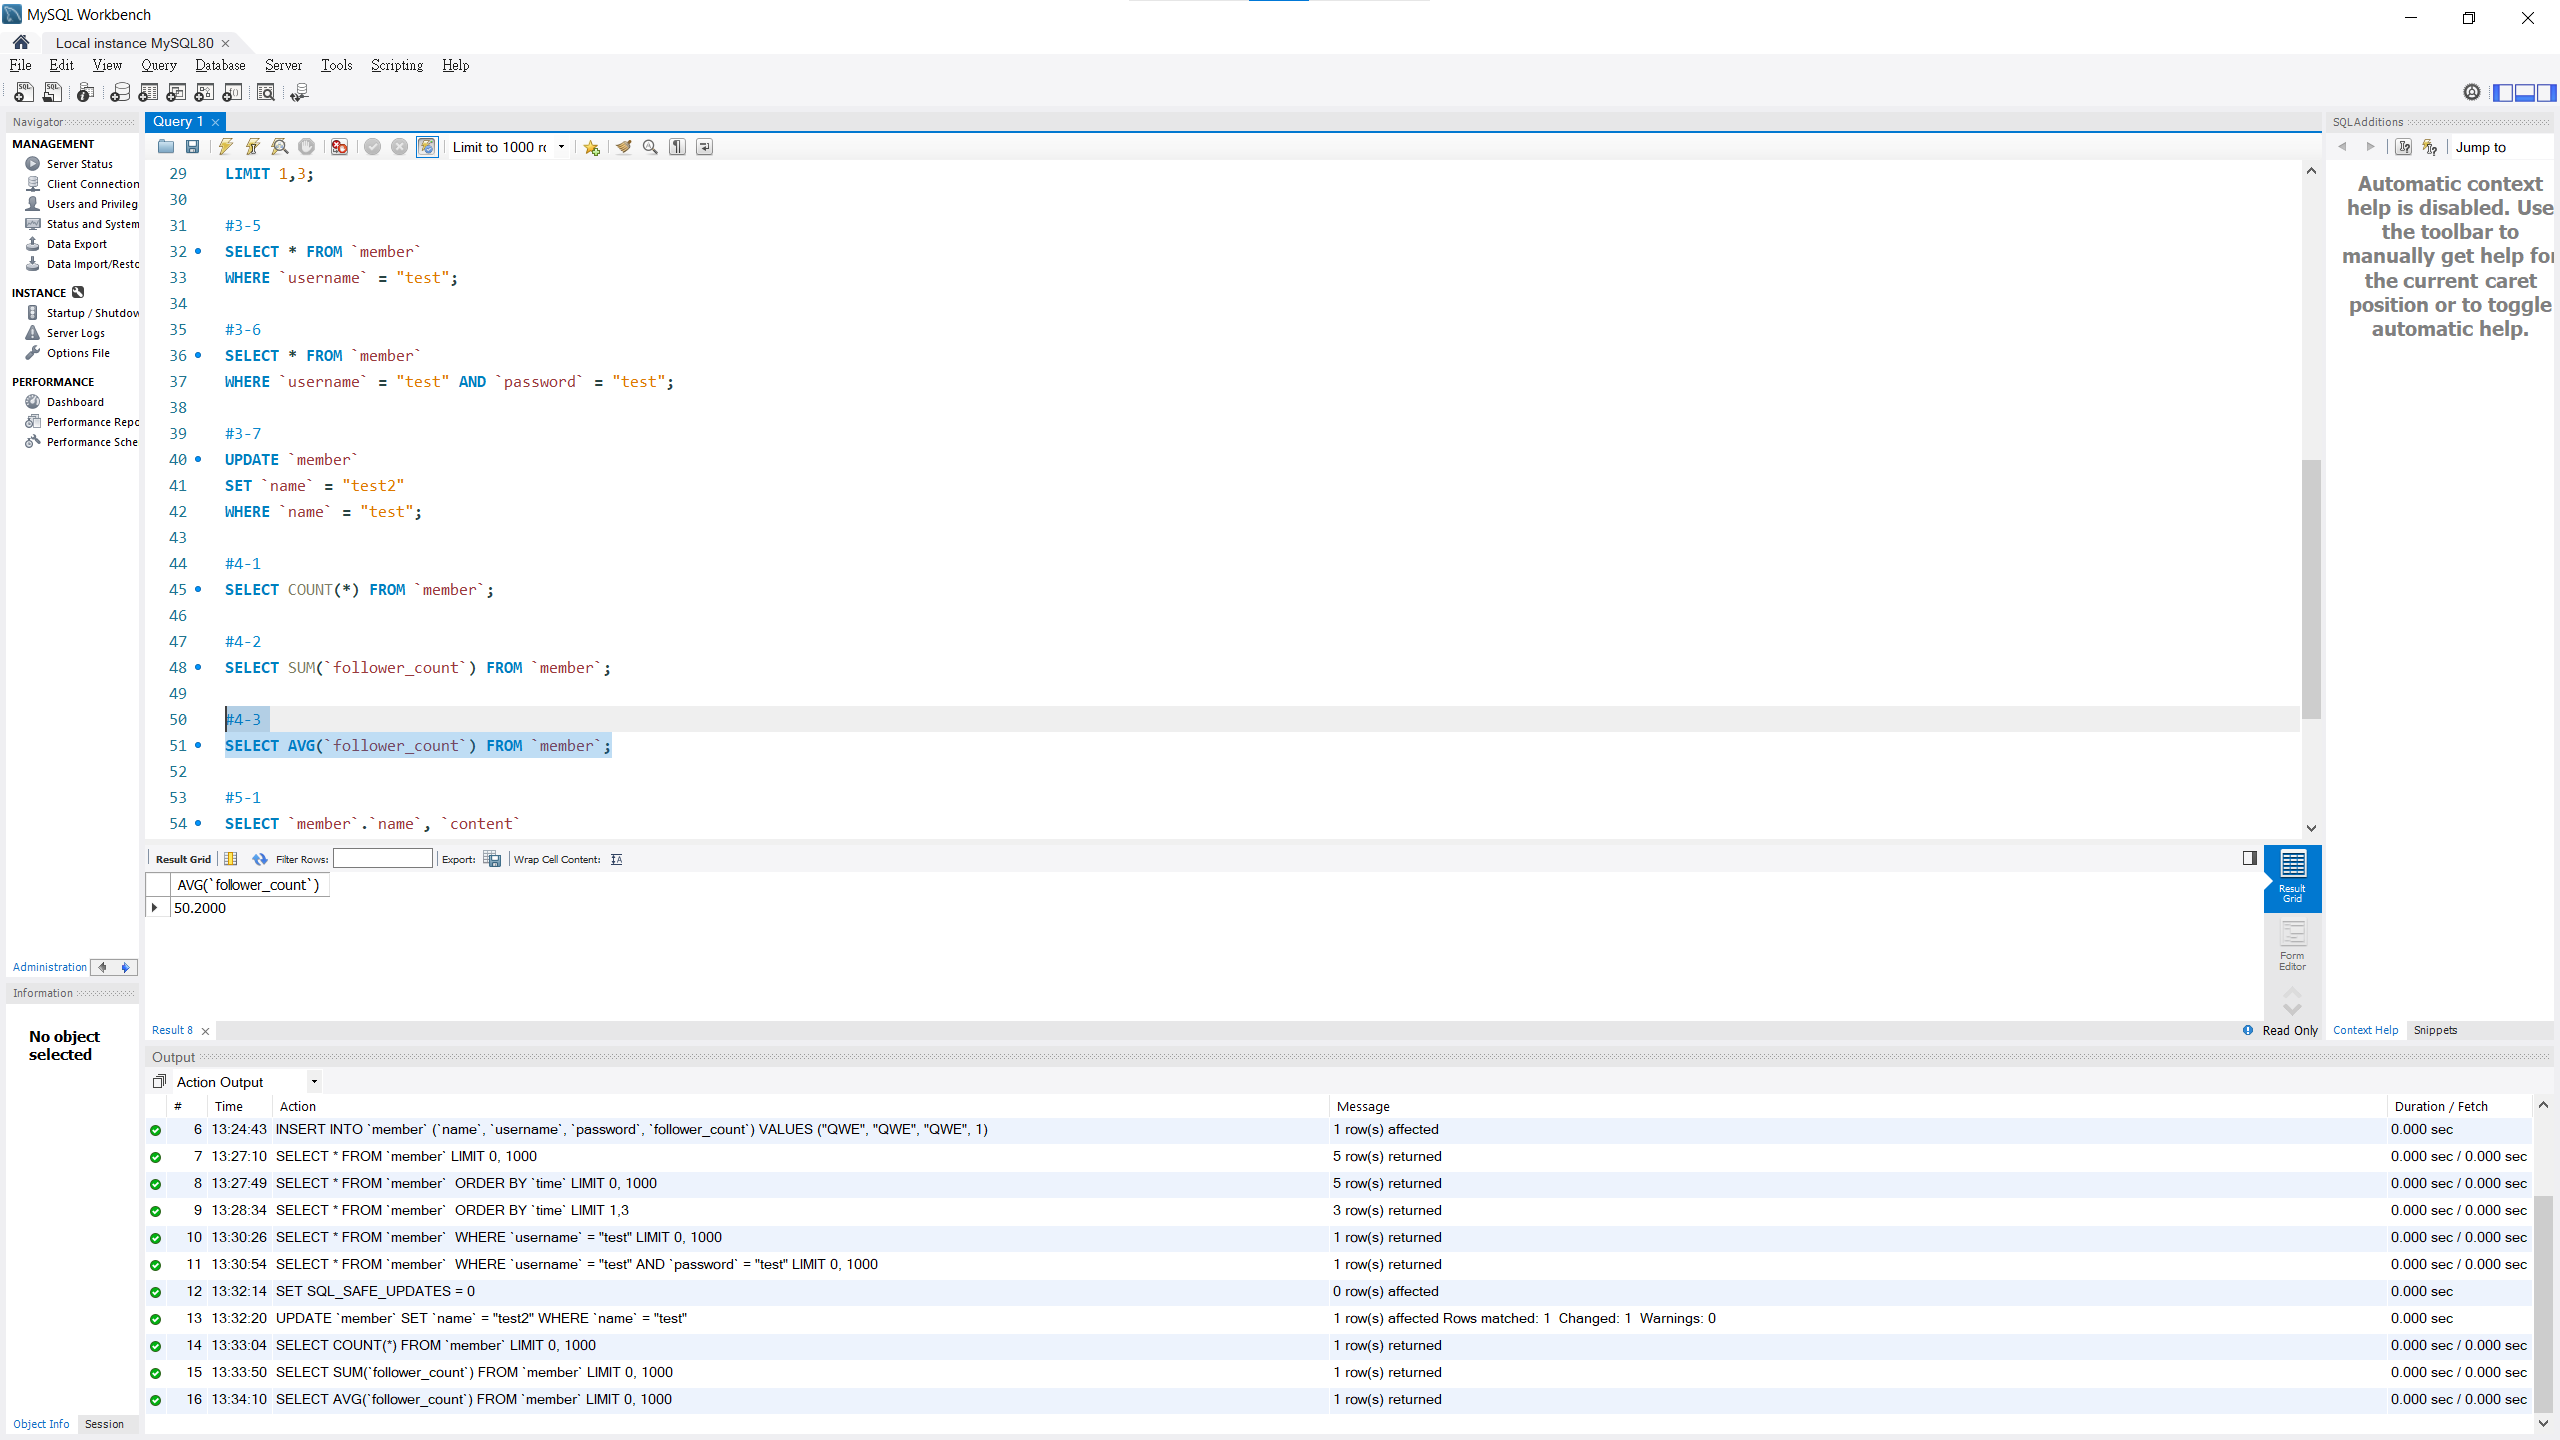 MySQL Workbench
Local instance MySQL80
File Edit View Query Database Server Tools Scripting Help
Navigator
MANAGEMENT
Server Status
Client Connection
Users and Privileg
Status and System
Data Export
Data Import/Resto
INSTANCE
Startup / Shutdow
Server Logs
Options File
PERFORMANCE
Dashboard
Performance Repo
Performance Sche
Administration
Information
No object
selected
Object Info Session
Query 1
Limit to 1000 ro
29 LIMIT 1,3;
30
31 #3-5
32 SELECT * FROM `member`
33 WHERE `username` = "test";
34
35 #3-6
36 SELECT * FROM `member`
37 WHERE `username` = "test" AND `password` = "test";
38
39 #3-7
40 UPDATE `member`
41 SET `name` = "test2"
42 WHERE `name` = "test";
43
44 #4-1
45 SELECT COUNT(*) FROM `member`;
46
47 #4-2
48 SELECT SUM(`follower_count`) FROM `member`;
49
50 #4-3
51 SELECT AVG(`follower_count`) FROM `member`;
52
53 #5-1
54 SELECT `member`.`name`, `content`
Result Grid Filter Rows: Export: Wrap Cell Content:
AVG(`follower_count`)
50.2000
Result
Grid
Form
Editor
Result 8
Read Only
SQLAdditions
Jump to
Automatic context
help is disabled. Use
the toolbar to
manually get help for
the current caret
position or to toggle
automatic help.
Context Help Snippets
Output
Action Output
# Time Action Message Duration / Fetch
6 13:24:43 INSERT INTO `member` (`name`, `username`, `password`, `follower_count`) VALUES ("QWE", "QWE", "QWE", 1) 1 row(s) affected 0.000 sec
7 13:27:10 SELECT * FROM `member` LIMIT 0, 1000 5 row(s) returned 0.000 sec / 0.000 sec
8 13:27:49 SELECT * FROM `member`  ORDER BY `time` LIMIT 0, 1000 5 row(s) returned 0.000 sec / 0.000 sec
9 13:28:34 SELECT * FROM `member`  ORDER BY `time` LIMIT 1,3 3 row(s) returned 0.000 sec / 0.000 sec
10 13:30:26 SELECT * FROM `member`  WHERE `username` = "test" LIMIT 0, 1000 1 row(s) returned 0.000 sec / 0.000 sec
11 13:30:54 SELECT * FROM `member`  WHERE `username` = "test" AND `password` = "test" LIMIT 0, 1000 1 row(s) returned 0.000 sec / 0.000 sec
12 13:32:14 SET SQL_SAFE_UPDATES = 0 0 row(s) affected 0.000 sec
13 13:32:20 UPDATE `member` SET `name` = "test2" WHERE `name` = "test" 1 row(s) affected Rows matched: 1  Changed: 1  Warnings: 0 0.000 sec
14 13:33:04 SELECT COUNT(*) FROM `member` LIMIT 0, 1000 1 row(s) returned 0.000 sec / 0.000 sec
15 13:33:50 SELECT SUM(`follower_count`) FROM `member` LIMIT 0, 1000 1 row(s) returned 0.000 sec / 0.000 sec
16 13:34:10 SELECT AVG(`follower_count`) FROM `member` LIMIT 0, 1000 1 row(s) returned 0.000 sec / 0.000 sec